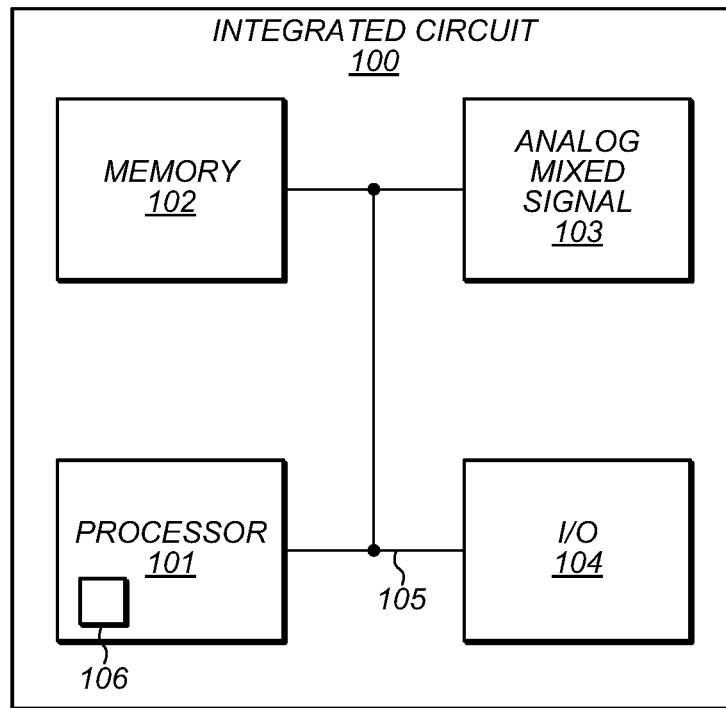 INTEGRATED CIRCUIT
100
MEMORY
102
ANALOG
MIXED
SIGNAL
103
PROCESSOR
101
106
I/O
104
105